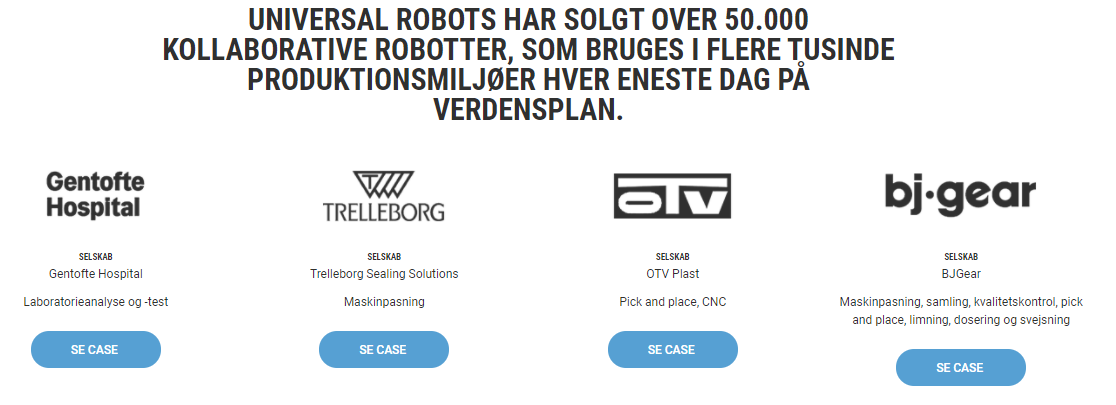 UNIVERSAL ROBOTS HAR SOLGT OVER 50.000
KOLLABORATIVE ROBOTTER, SOM BRUGES I FLERE TUSINDE
PRODUKTIONSMILJØER HVER ENESTE DAG PÅ
VERDENSPLAN.
Gentofte
Hospital
SELSKAB
Gentofte Hospital
Laboratorieanalyse og -test
SE CASE
TRELLEBORG
SELSKAB
Trelleborg Sealing Solutions
Maskinpasning
SE CASE
OTV
SELSKAB
OTV Plast
Pick and place, CNC
SE CASE
bj·gear
SELSKAB
BJGear
Maskinpasning, samling, kvalitetskontrol, pick
and place, limning, dosering og svejsning
SE CASE